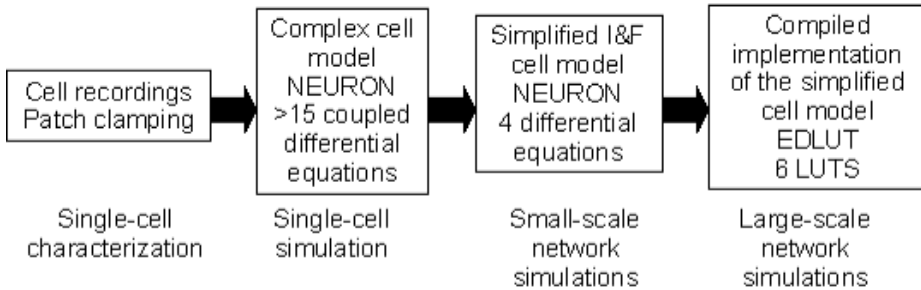 Cell recordings
Patch clamping
Complex cell
model
NEURON
>15 coupled
differential
equations
Simplified I&F
cell model
NEURON
4 differential
equations
Compiled
implementation
of the simplified
cell model
EDLUT
6 LUTS
Single-cell
characterization
Single-cell
simulation
Small-scale
network
simulations
Large-scale
network
simulations